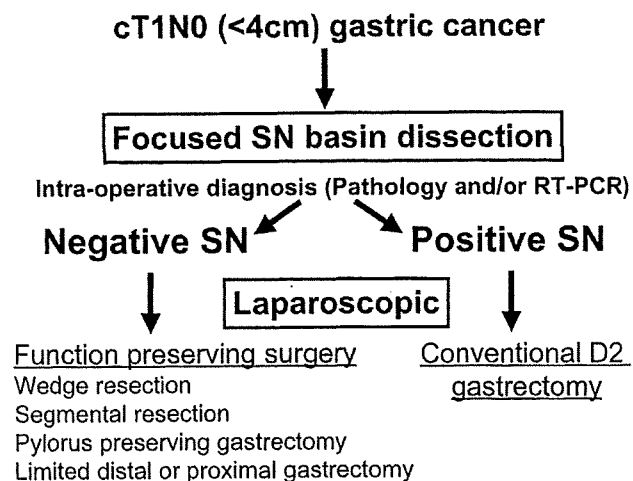 cT1N0 (<4cm) gastric cancer
Focused SN basin dissection
Intra-operative diagnosis (Pathology and/or RT-PCR)
Negative SN
Positive SN
Laparoscopic
Function preserving surgery
Wedge resection
Segmental resection
Pylorus preserving gastrectomy
Limited distal or proximal gastrectomy
Conventional D2
gastrectomy